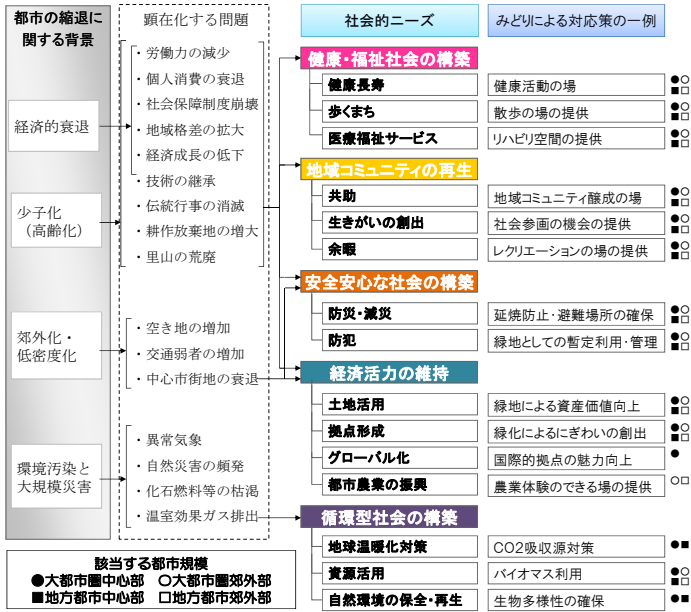 都市の縮退に
関する背景
経済的衰退
少子化
(高齢化)
郊外化・
低密度化
環境汚染と
大規模災害
顕在化する問題
・労働力の減少
・個人消費の衰退
・社会保障制度崩壊
・地域格差の拡大
・経済成長の低下
・技術の継承
・伝統行事の消滅
・耕作放棄地の増大
・里山の荒廃
・空き地の増加
・交通弱者の増加
・中心市街地の衰退
・異常気象
・自然災害の頻発
・化石燃料等の枯渇
・温室効果ガス排出
社会的ニーズ
みどりによる対応策の一例
健康・福祉社会の構築
健康長寿
健康活動の場
●○
■□
歩くまち
散歩の場の提供
●○
■□
医療福祉サービス
リハビリ空間の提供
●○
■□
地域コミュニティの再生
共助
地域コミュニティ醸成の場
●○
■□
生きがいの創出
社会参画の機会の提供
●○
■□
余暇
レクリエーションの場の提供
●○
■□
安全安心な社会の構築
防災・減災
延焼防止・避難場所の確保
●○
■□
防犯
緑地としての暫定利用・管理
●○
■□
経済活力の維持
土地活用
緑地による資産価値向上
●○
■□
拠点形成
緑化によるにぎわいの創出
●○
■□
グローバル化
国際的拠点の魅力向上
●
都市農業の振興
農業体験のできる場の提供
○□
循環型社会の構築
地球温暖化対策
CO2吸収源対策
●■
資源活用
バイオマス利用
●○
■□
自然環境の保全・再生
生物多様性の確保
●■
該当する都市規模
●大都市圏中心部 ○大都市圏郊外部
■地方都市中心部 □地方都市郊外部